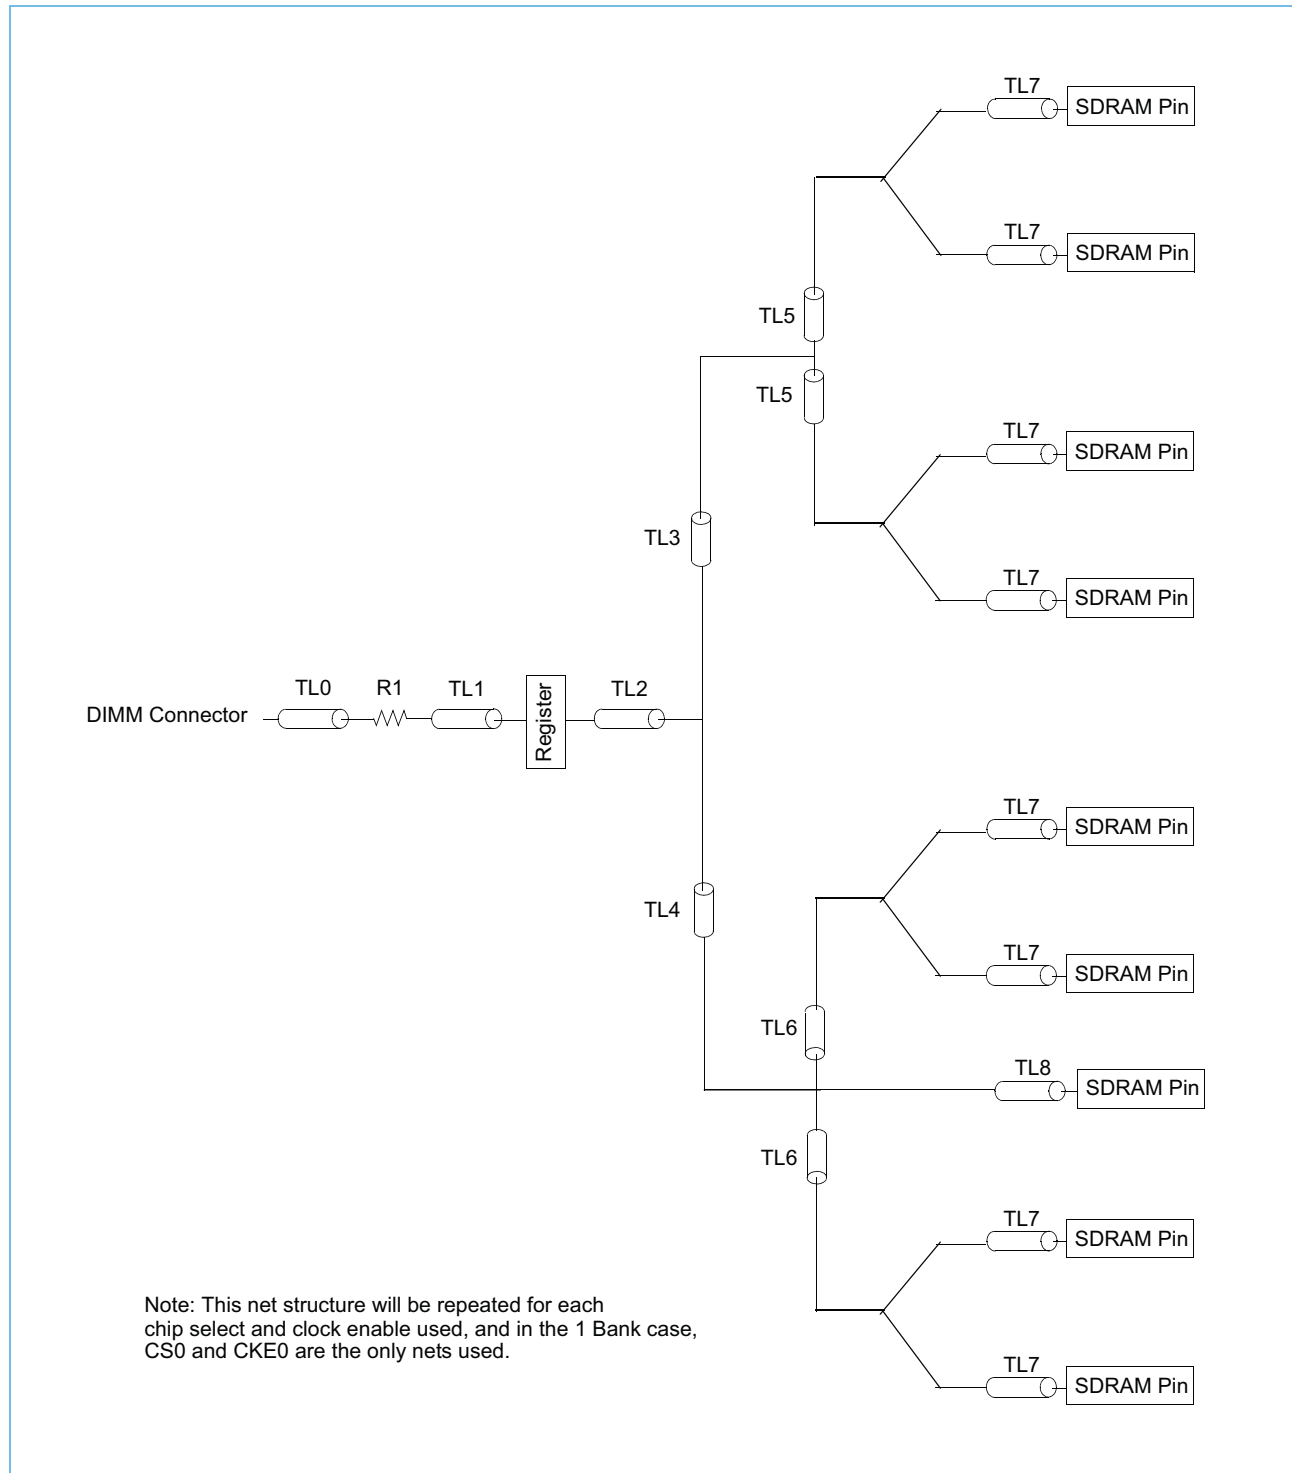 TL7
SDRAM Pin
TL7
SDRAM Pin
TL5
TL5
TL7
SDRAM Pin
TL3
TL7
SDRAM Pin
TL0 R1 TL1 Register TL2
DIMM Connector
TL7
SDRAM Pin
TL4
TL7
SDRAM Pin
TL6
TL8
SDRAM Pin
TL6
TL7
SDRAM Pin
Note: This net structure will be repeated for each
chip select and clock enable used, and in the 1 Bank case,
CS0 and CKE0 are the only nets used.
TL7
SDRAM Pin